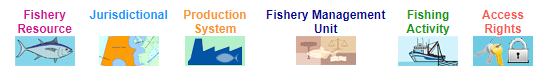 Fishery Resource
Jurisdictional
Production System
Fishery Management Unit
Fishing Activity
Access Rights